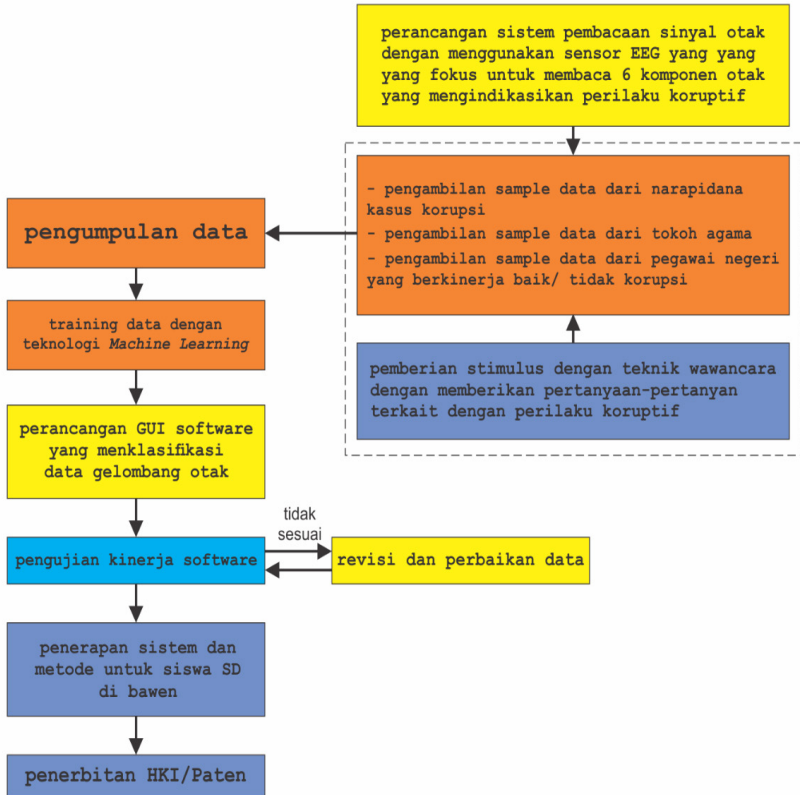 perancangan sistem pembacaan sinyal otak
dengan menggunakan sensor EEG yang yang
yang fokus untuk membaca 6 komponen otak
yang mengindikasikan perilaku koruptif
- pengambilan sample data dari narapidana
kasus korupsi
- pengambilan sample data dari tokoh agama
- pengambilan sample data dari pegawai negeri
yang berkinerja baik/ tidak korupsi
pemberian stimulus dengan teknik wawancara
dengan memberikan pertanyaan-pertanyan
terkait dengan perilaku koruptif
pengumpulan data
training data dengan
teknologi Machine Learning
perancangan GUI software
yang menklasifikasi
data gelombang otak
pengujian kinerja software
tidak
sesuai
revisi dan perbaikan data
penerapan sistem dan
metode untuk siswa SD
di bawen
penerbitan HKI/Paten